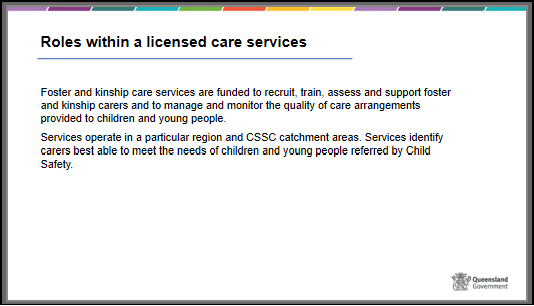 Roles within a licensed care services
Foster and kinship care services are funded to recruit, train, assess and support foster
and kinship carers and to manage and monitor the quality of care arrangements
provided to children and young people.
Services operate in a particular region and CSSC catchment areas. Services identify
carers best able to meet the needs of children and young people referred by Child
Safety.
Queensland
Government